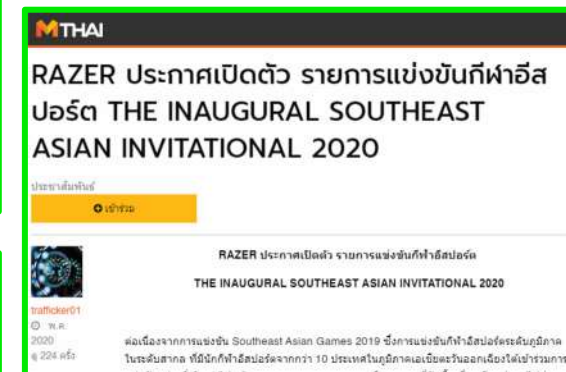 MTHAI
RAZER ประกาศเปิดตัว รายการแข่งขันกีฬาอีส
ปอร์ต THE INAUGURAL SOUTHEAST
ASIAN INVITATIONAL 2020
ประชาสัมพันธ์
เข้าร่วม
RAZER ประกาศเปิดตัว รายการแข่งขันกีฬาอีสปอร์ต
THE INAUGURAL SOUTHEAST ASIAN INVITATIONAL 2020
trafficker01
พ.ค.
2020
ดู 224 ครั้ง
ต่อเนื่องจากการแข่งขัน Southeast Asian Games 2019 ซึ่งการแข่งขันกีฬาอีสปอร์ตระดับภูมิภาค
ในระดับสากล ที่มีนักกีฬาอีสปอร์ตจากกว่า 10 ประเทศในภูมิภาคเอเชียตะวันออกเฉียงใต้เข้าร่วมการ